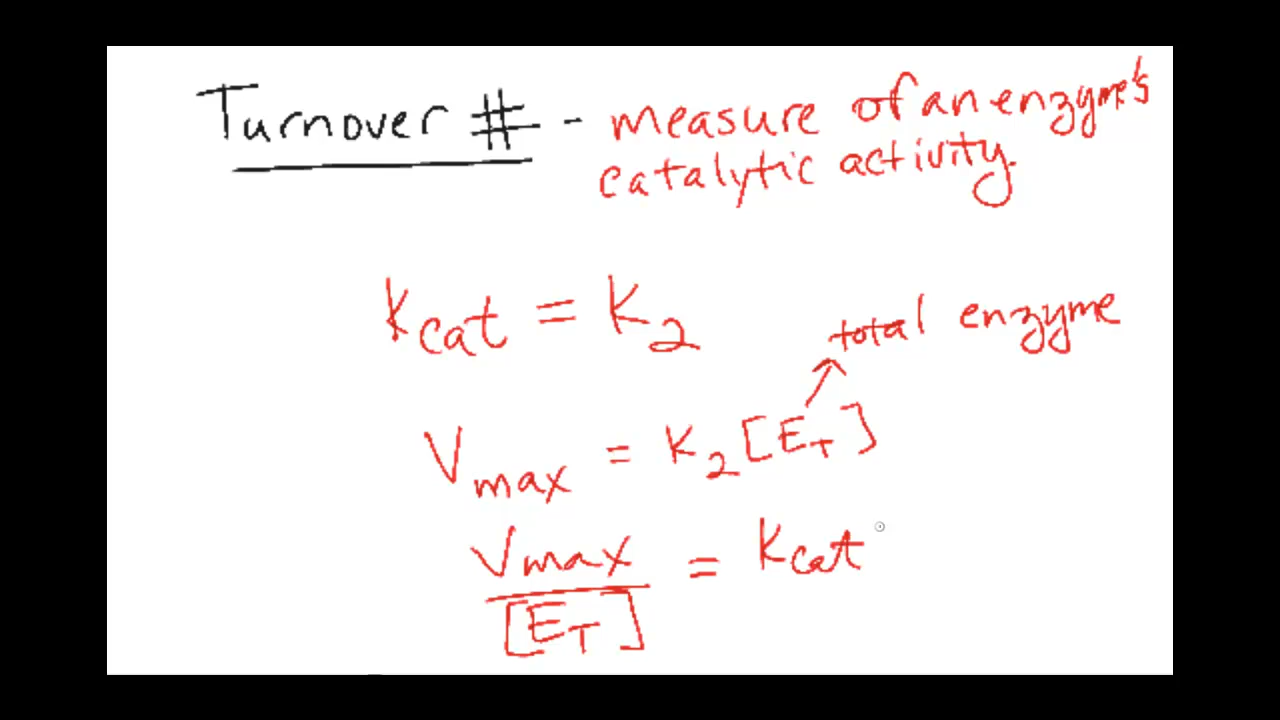 Turnover # - measure of an enzyme's
catalytic activity.
kcat = K2
total enzyme
Vmax = K2 [ET]
Vmax / [ET] = Kcat